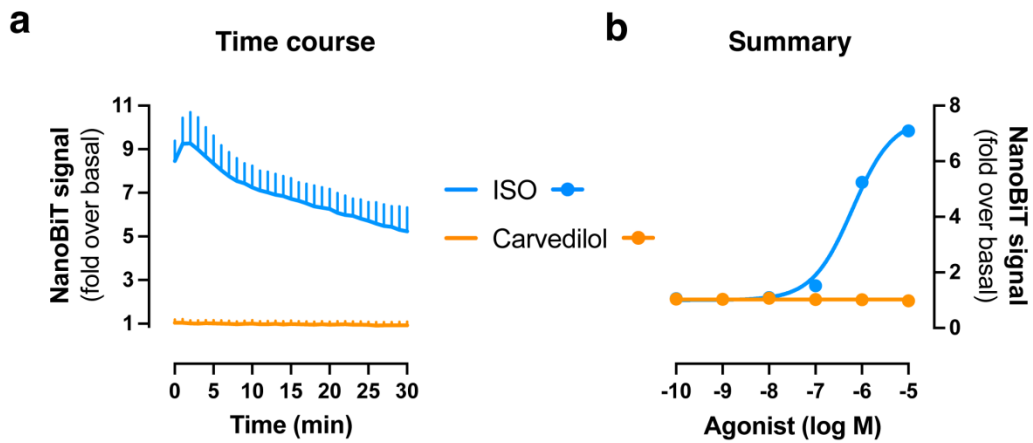 a
Time course
NanoBiT signal
(fold over basal)
11
9
7
5
3
1
0 5 10 15 20 25 30
Time (min)
ISO
Carvedilol
b
Summary
8
6
4
2
0
NanoBiT signal
(fold over basal)
-10 -9 -8 -7 -6 -5
Agonist (log M)